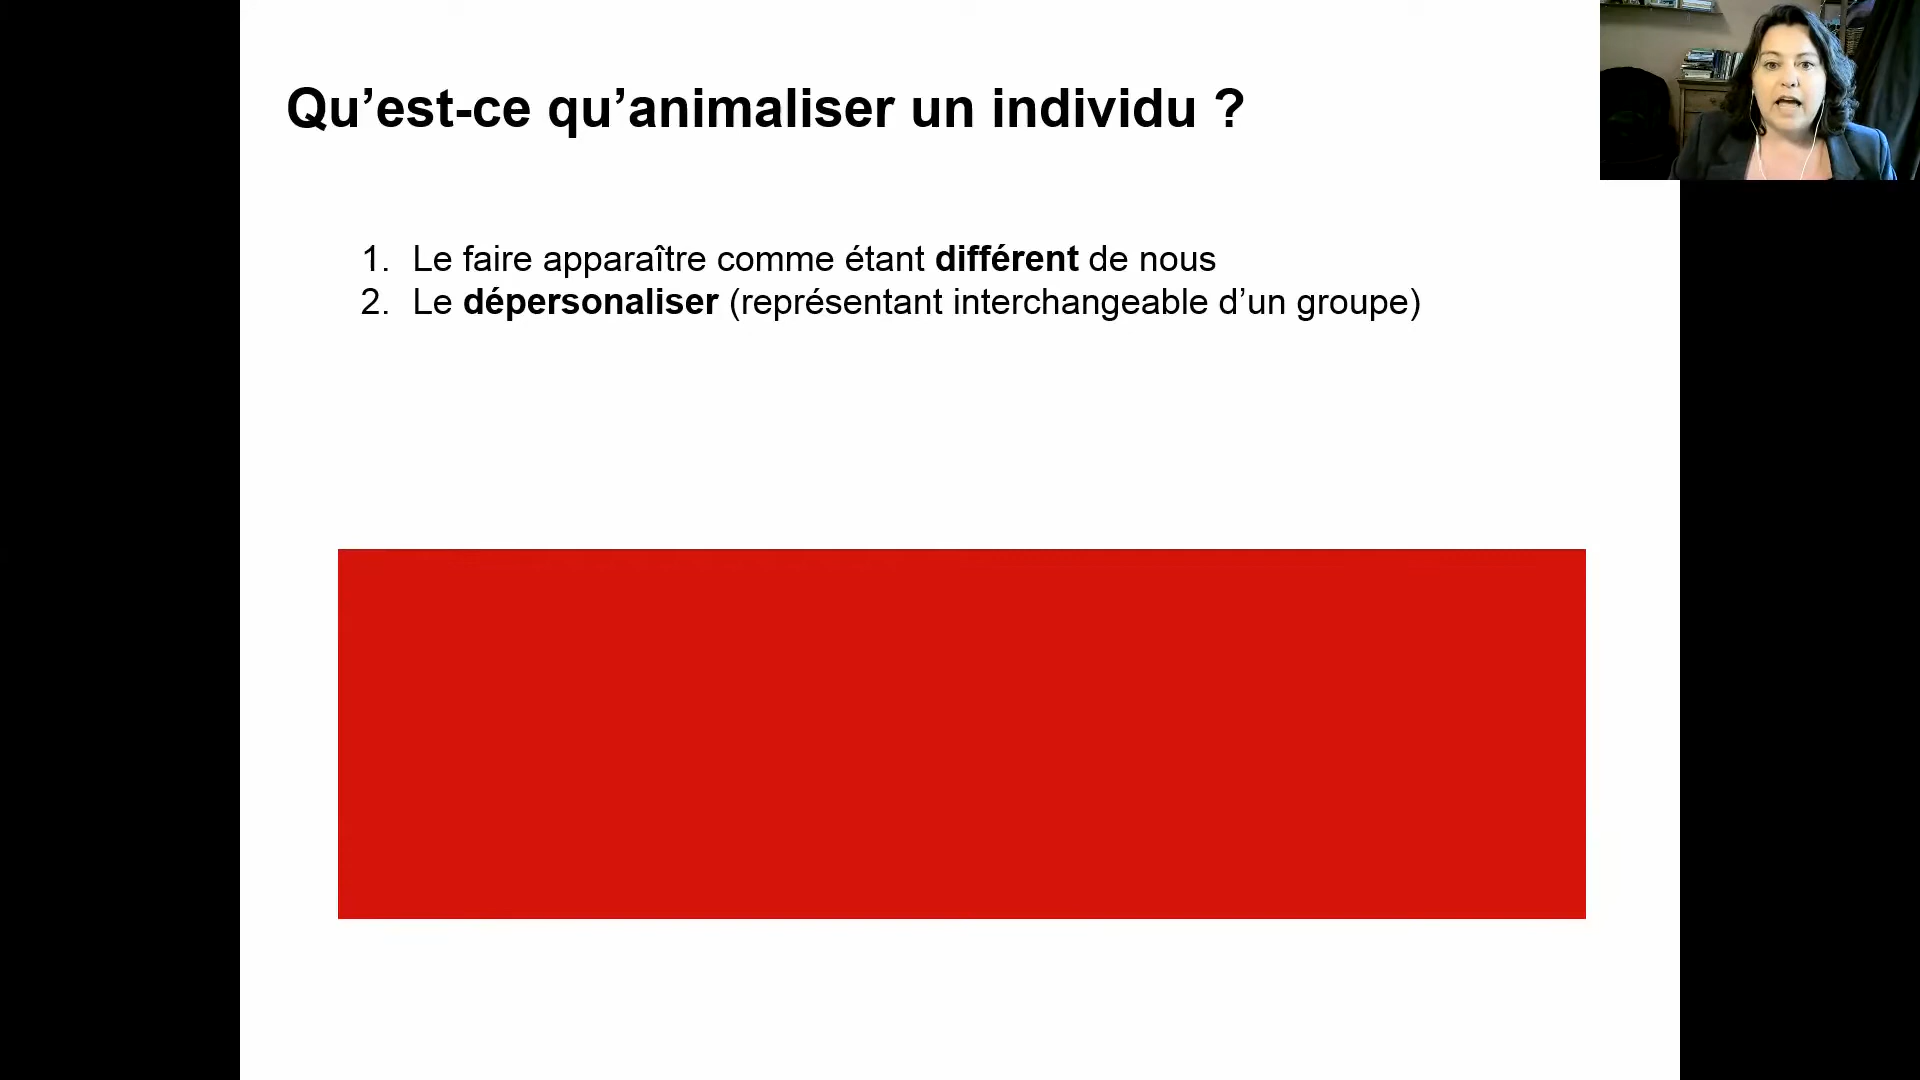 Qu’est-ce qu’animaliser un individu ?
1. Le faire apparaître comme étant différent de nous
2. Le dépersonaliser (représentant interchangeable d’un groupe)